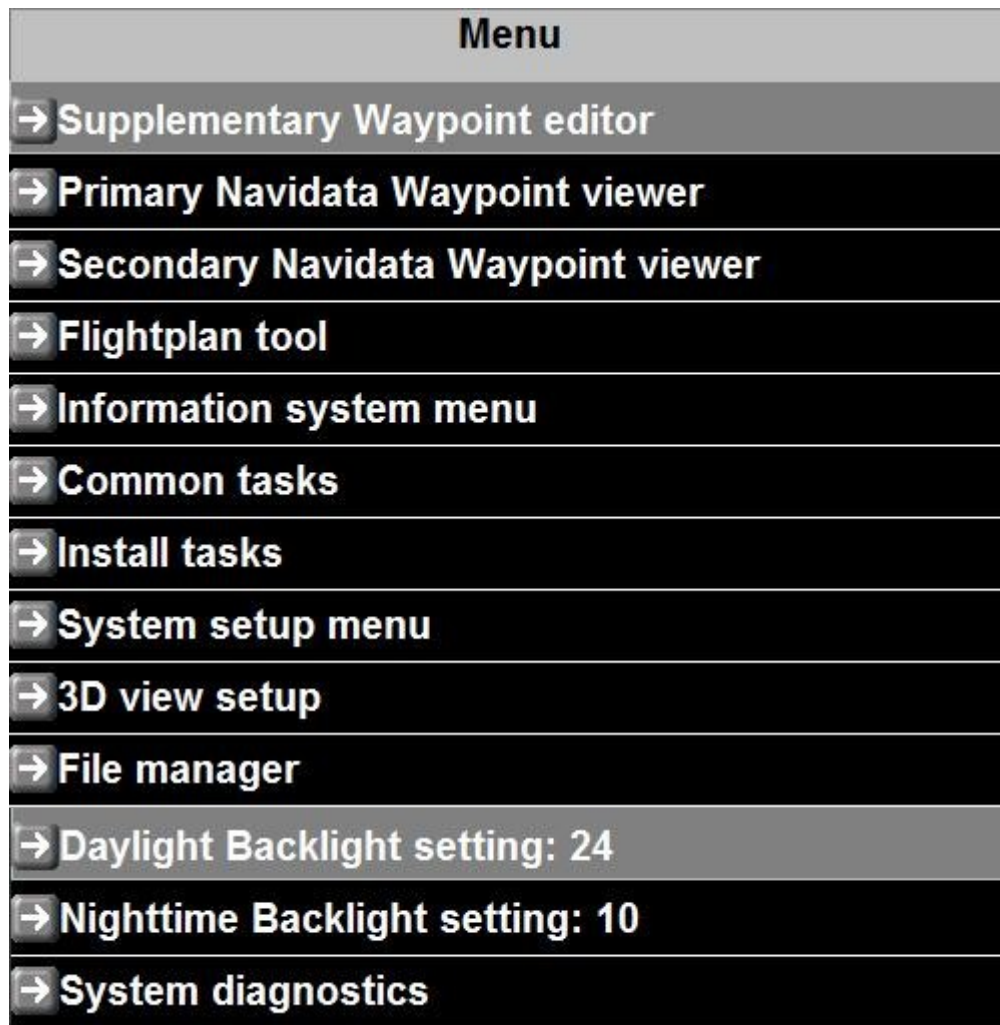 Menu
Supplementary Waypoint editor
Primary Navidata Waypoint viewer
Secondary Navidata Waypoint viewer
Flightplan tool
Information system menu
Common tasks
Install tasks
System setup menu
3D view setup
File manager
Daylight Backlight setting: 24
Nighttime Backlight setting: 10
System diagnostics